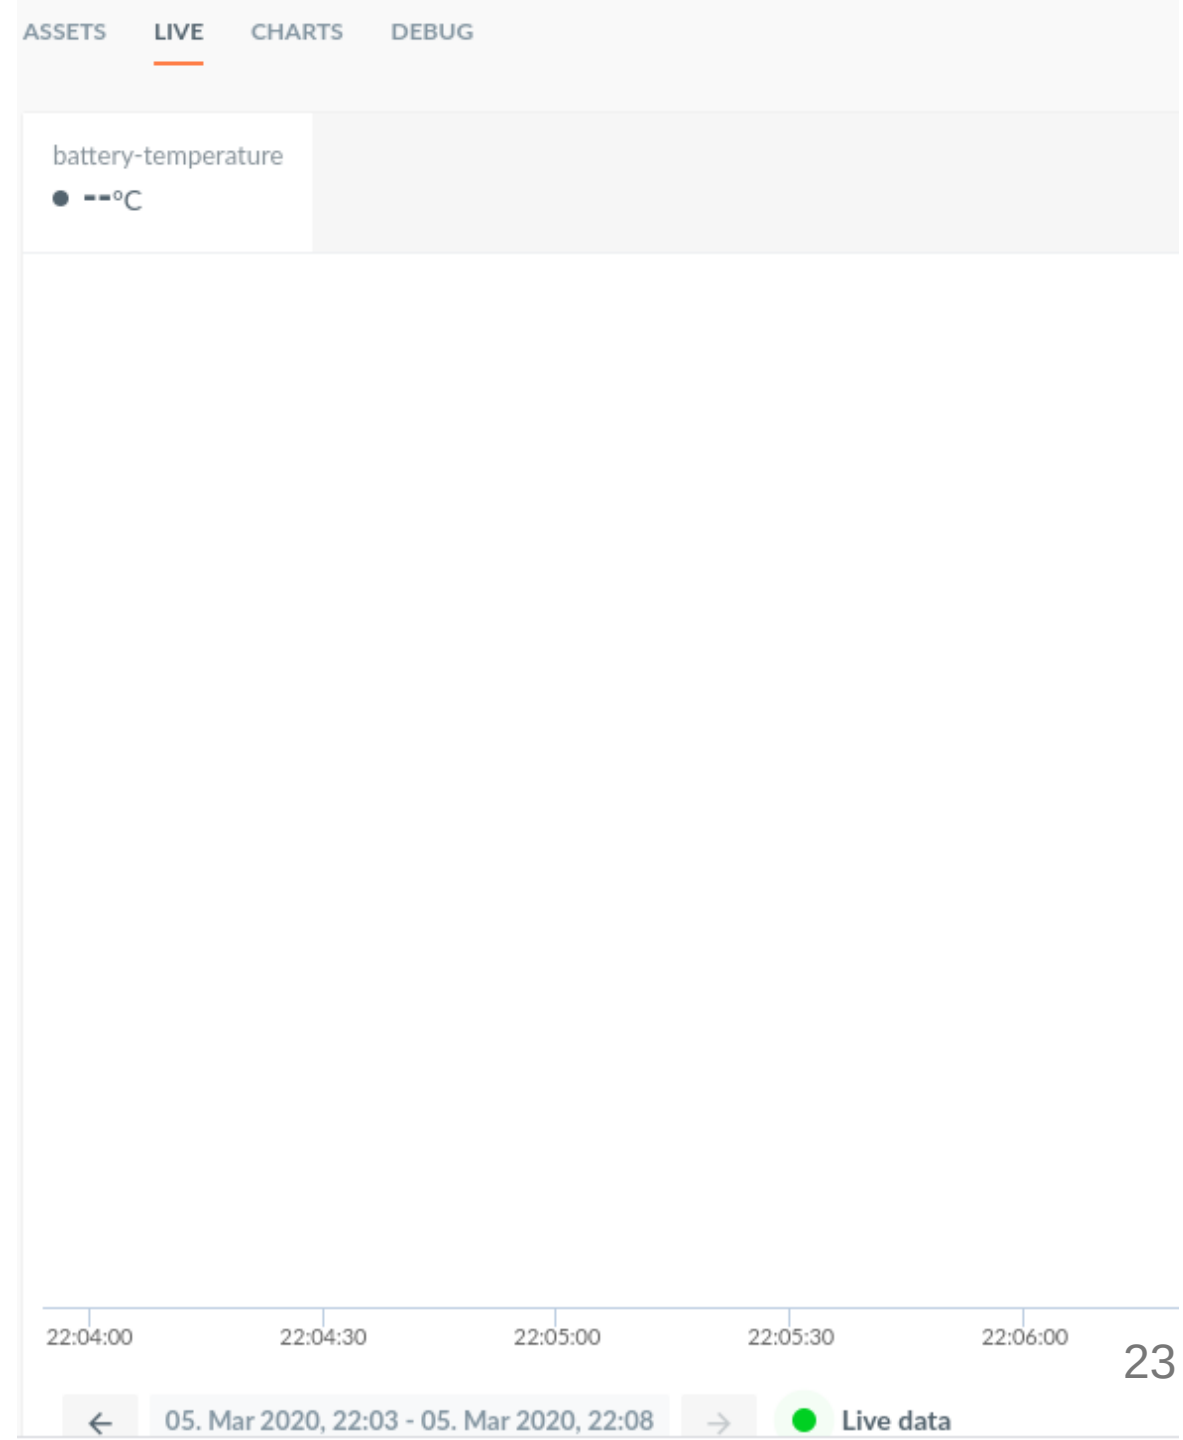 ASSETS LIVE CHARTS DEBUG
battery-temperature
--°C
22:04:00 22:04:30 22:05:00 22:05:30 22:06:00
23
05. Mar 2020, 22:03 - 05. Mar 2020, 22:08 Live data